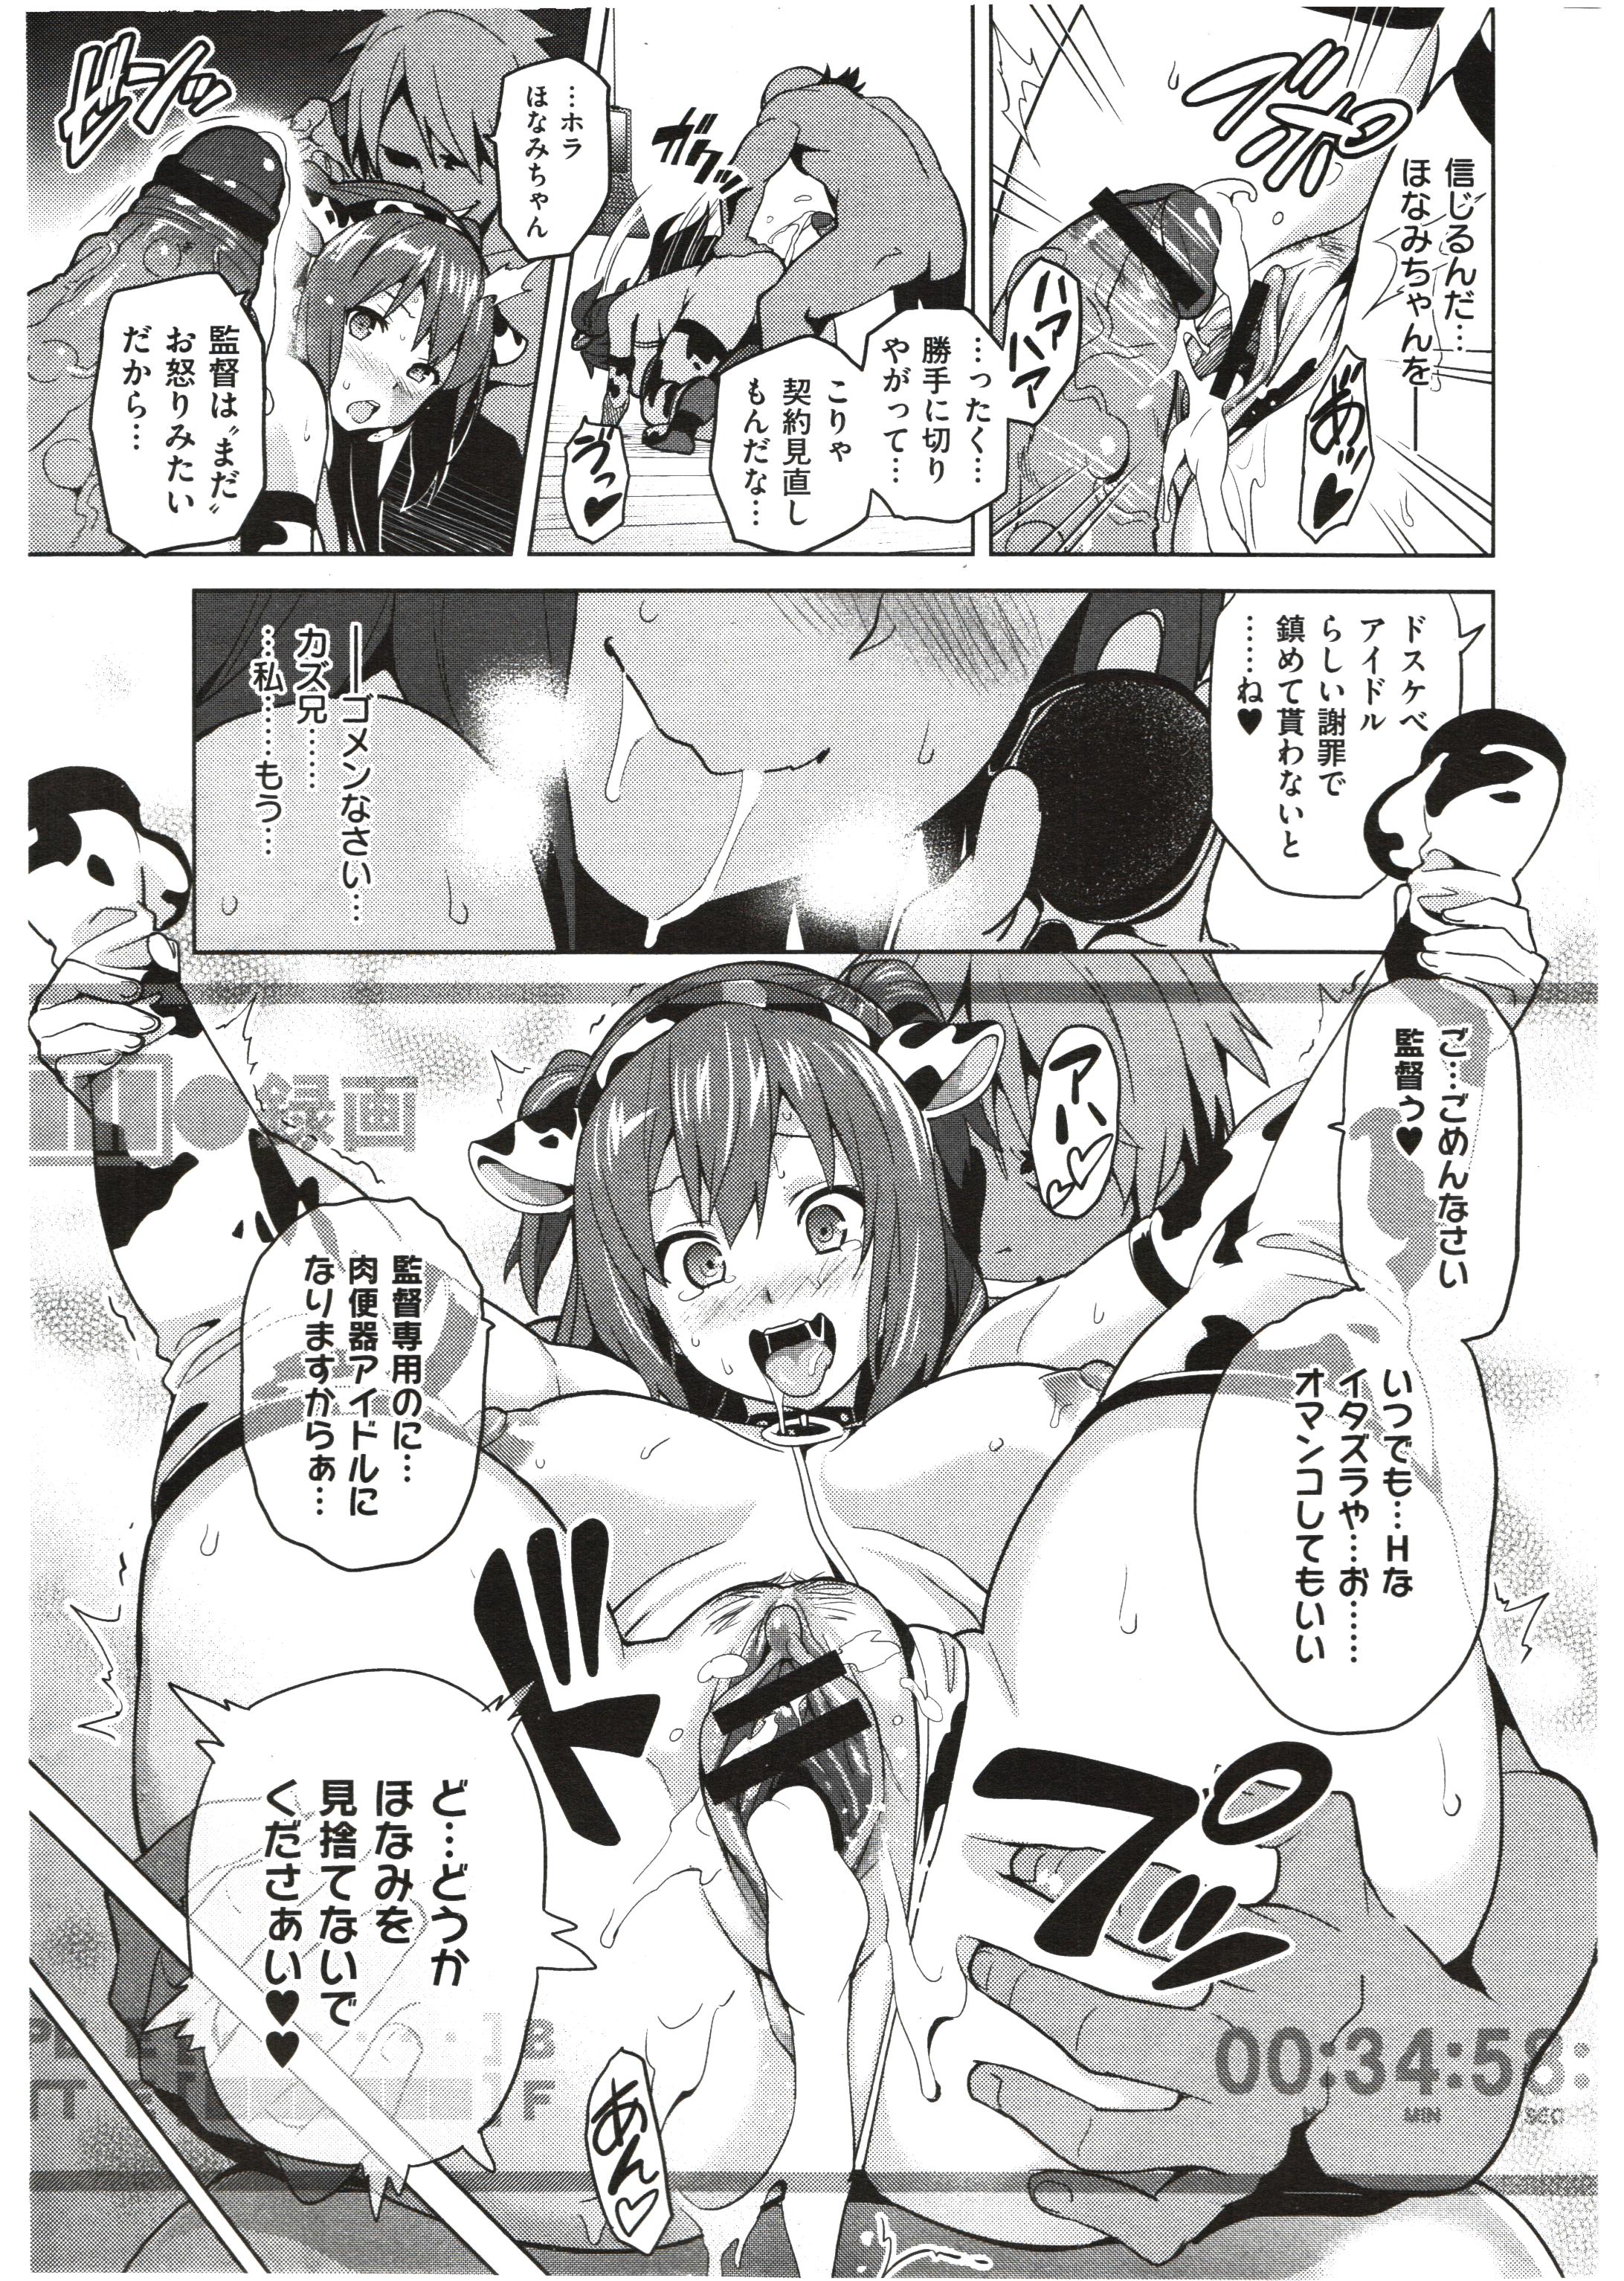 信じるんだ…
ほなみちゃんを――
ブボォ
あッ♥
ハァ
ハァ
…ったく…
勝手に切り
やがって…
こりゃ
契約見直し
もんだな…
ガクッ
…ホラ
ほなみちゃん
監督は〝まだ〟
お怒りみたい
だから…
ドスケベ
アイドル
らしい謝罪で
鎮めて貰わないと
……ね♥
――ゴメンなさい…
カズ兄……
…私………もう…
ご…ごめんなさい
監督ぅ♥
いつでも…Hな
イタズラや…お……
オマンコしてもいい
アハ♡♡
監督専用のに…
肉便器アイドルに
なりますからぁ…
録画
ドプッ
ど…どうか
ほなみを
見捨てないで
くださぁい♥♥
あん♡
00:34:58:
MIN
SEC